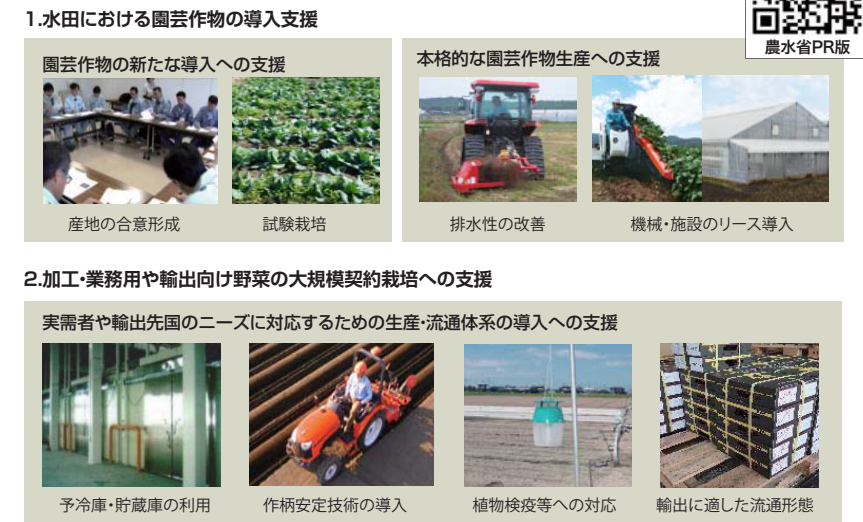 1.水田における園芸作物の導入支援
農水省PR版
園芸作物の新たな導入への支援
産地の合意形成
試験栽培
本格的な園芸作物生産への支援
排水性の改善
機械・施設のリース導入
2.加工・業務用や輸出向け野菜の大規模契約栽培への支援
実需者や輸出先国のニーズに対応するための生産・流通体系の導入への支援
予冷庫・貯蔵庫の利用
作柄安定技術の導入
植物検疫等への対応
輸出に適した流通形態